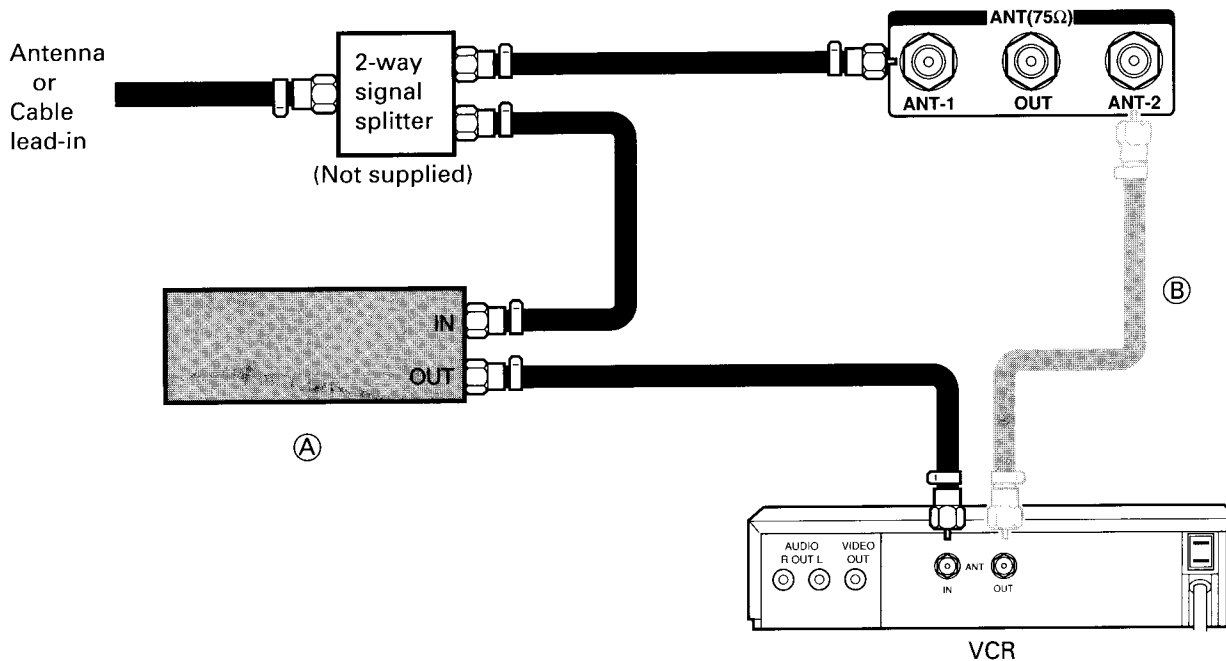 Antenna
or
Cable
lead-in
2-way
signal
splitter
(Not supplied)
ANT(75Ω)
ANT-1 OUT ANT-2
IN
OUT
Ⓐ
Ⓑ
AUDIO
R OUT L
VIDEO
OUT
ANT
IN
OUT
VCR